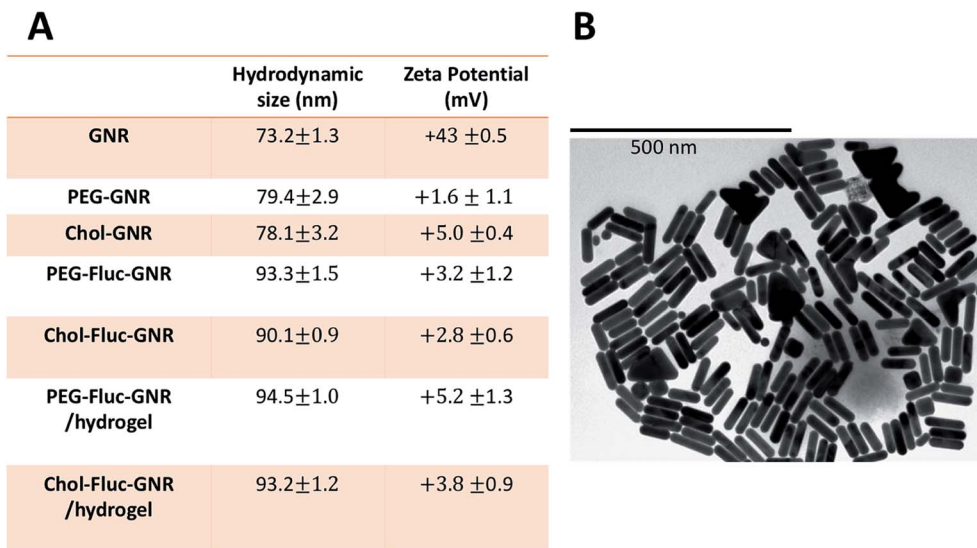 A
B
Hydrodynamic size (nm) Zeta Potential (mV)
GNR 73.2±1.3 +43 ±0.5
PEG-GNR 79.4±2.9 +1.6 ± 1.1
Chol-GNR 78.1±3.2 +5.0 ±0.4
PEG-Fluc-GNR 93.3±1.5 +3.2 ±1.2
Chol-Fluc-GNR 90.1±0.9 +2.8 ±0.6
PEG-Fluc-GNR /hydrogel 94.5±1.0 +5.2 ±1.3
Chol-Fluc-GNR /hydrogel 93.2±1.2 +3.8 ±0.9
500 nm